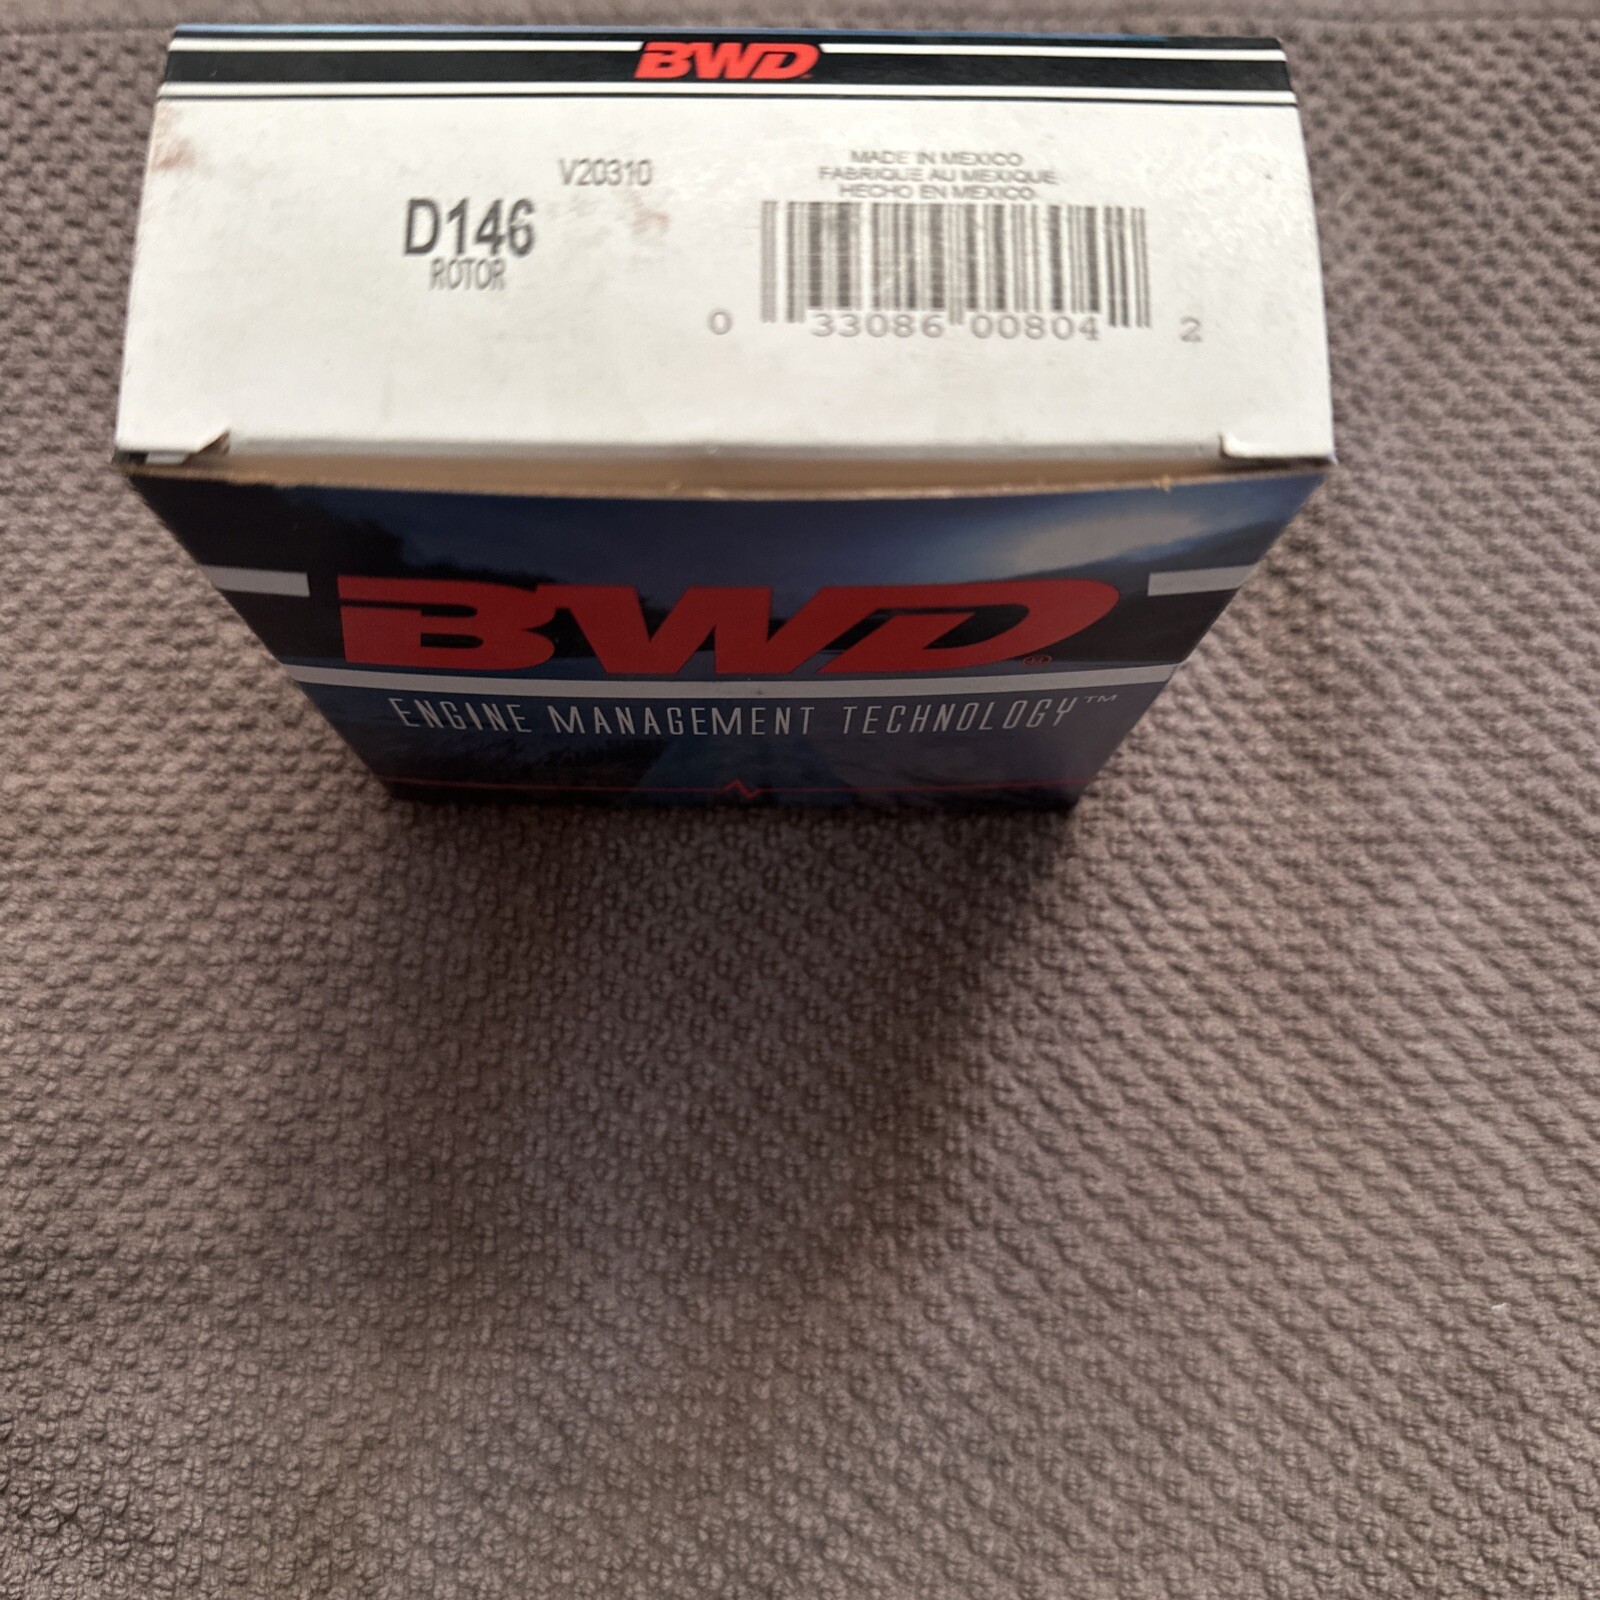 BWD
V20310
D146
ROTOR
MADE IN MEXICO
FABRIQUE AU MEXIQUE
HECHO EN MEXICO
0 33086 00804 2
BWD®
ENGINE MANAGEMENT TECHNOLOGY™